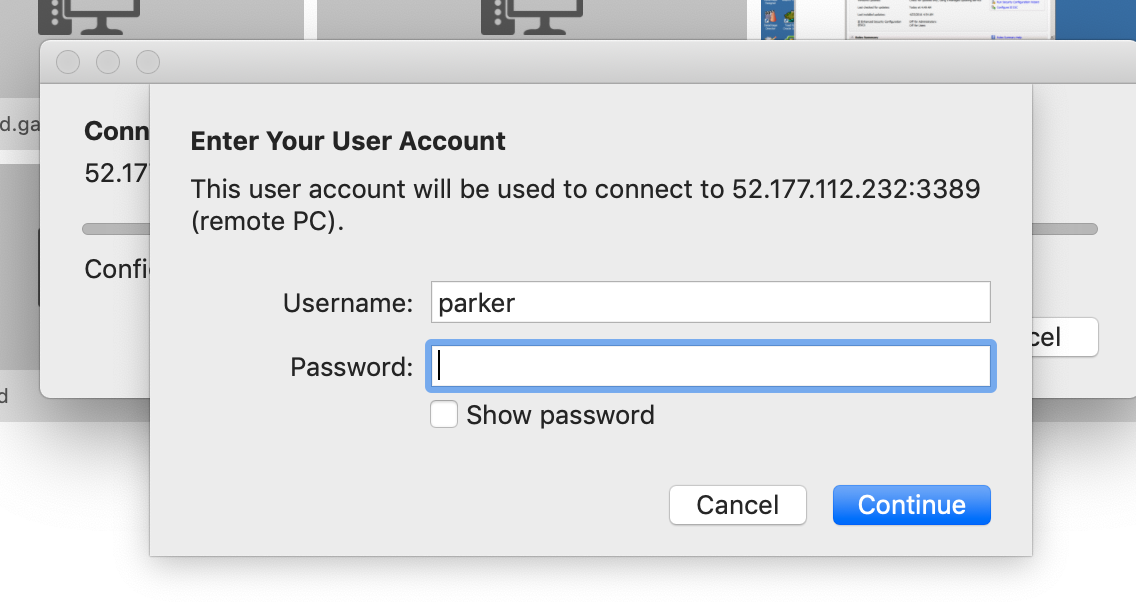 d.ga
Conn
52.17
Enter Your User Account
This user account will be used to connect to 52.177.112.232:3389
(remote PC).
Confi
Username: parker
Password:
cel
Show password
d
Cancel Continue